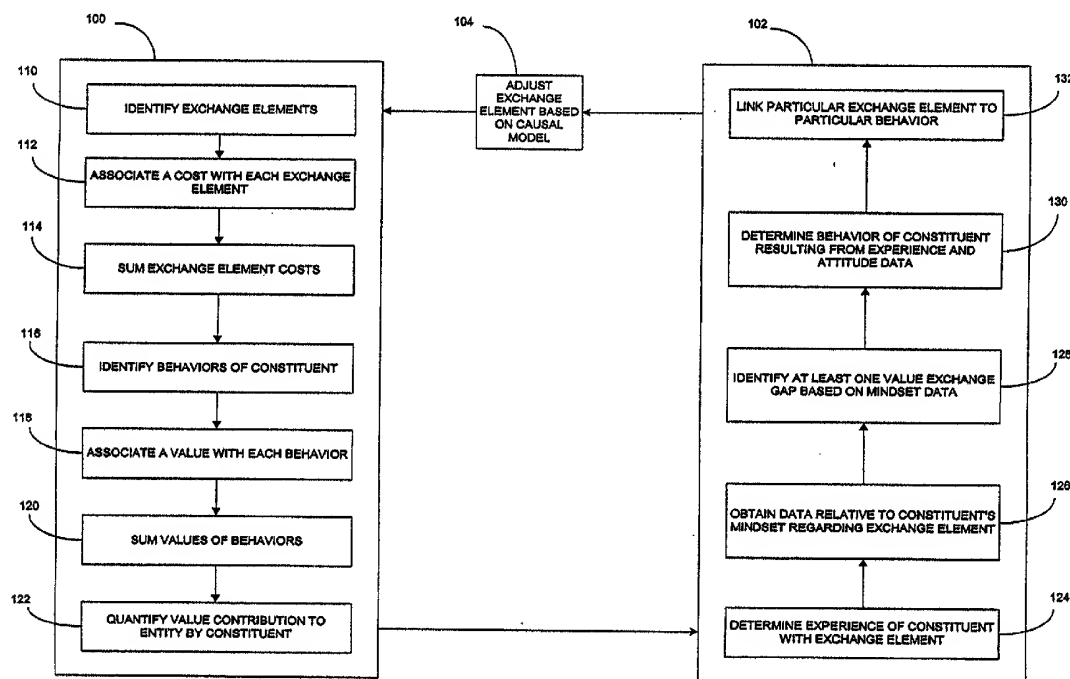 100
110
IDENTIFY EXCHANGE ELEMENTS
112
ASSOCIATE A COST WITH EACH EXCHANGE
ELEMENT
114
SUM EXCHANGE ELEMENT COSTS
116
IDENTIFY BEHAVIORS OF CONSTITUENT
118
ASSOCIATE A VALUE WITH EACH BEHAVIOR
120
SUM VALUES OF BEHAVIORS
122
QUANTIFY VALUE CONTRIBUTION TO
ENTITY BY CONSTITUENT
104
ADJUST
EXCHANGE
ELEMENT BASED
ON CAUSAL
MODEL
102
132
LINK PARTICULAR EXCHANGE ELEMENT TO
PARTICULAR BEHAVIOR
130
DETERMINE BEHAVIOR OF CONSTITUENT
RESULTING FROM EXPERIENCE AND
ATTITUDE DATA
128
IDENTIFY AT LEAST ONE VALUE EXCHANGE
GAP BASED ON MINDSET DATA
126
OBTAIN DATA RELATIVE TO CONSTITUENT'S
MINDSET REGARDING EXCHANGE ELEMENT
124
DETERMINE EXPERIENCE OF CONSTITUENT
WITH EXCHANGE ELEMENT